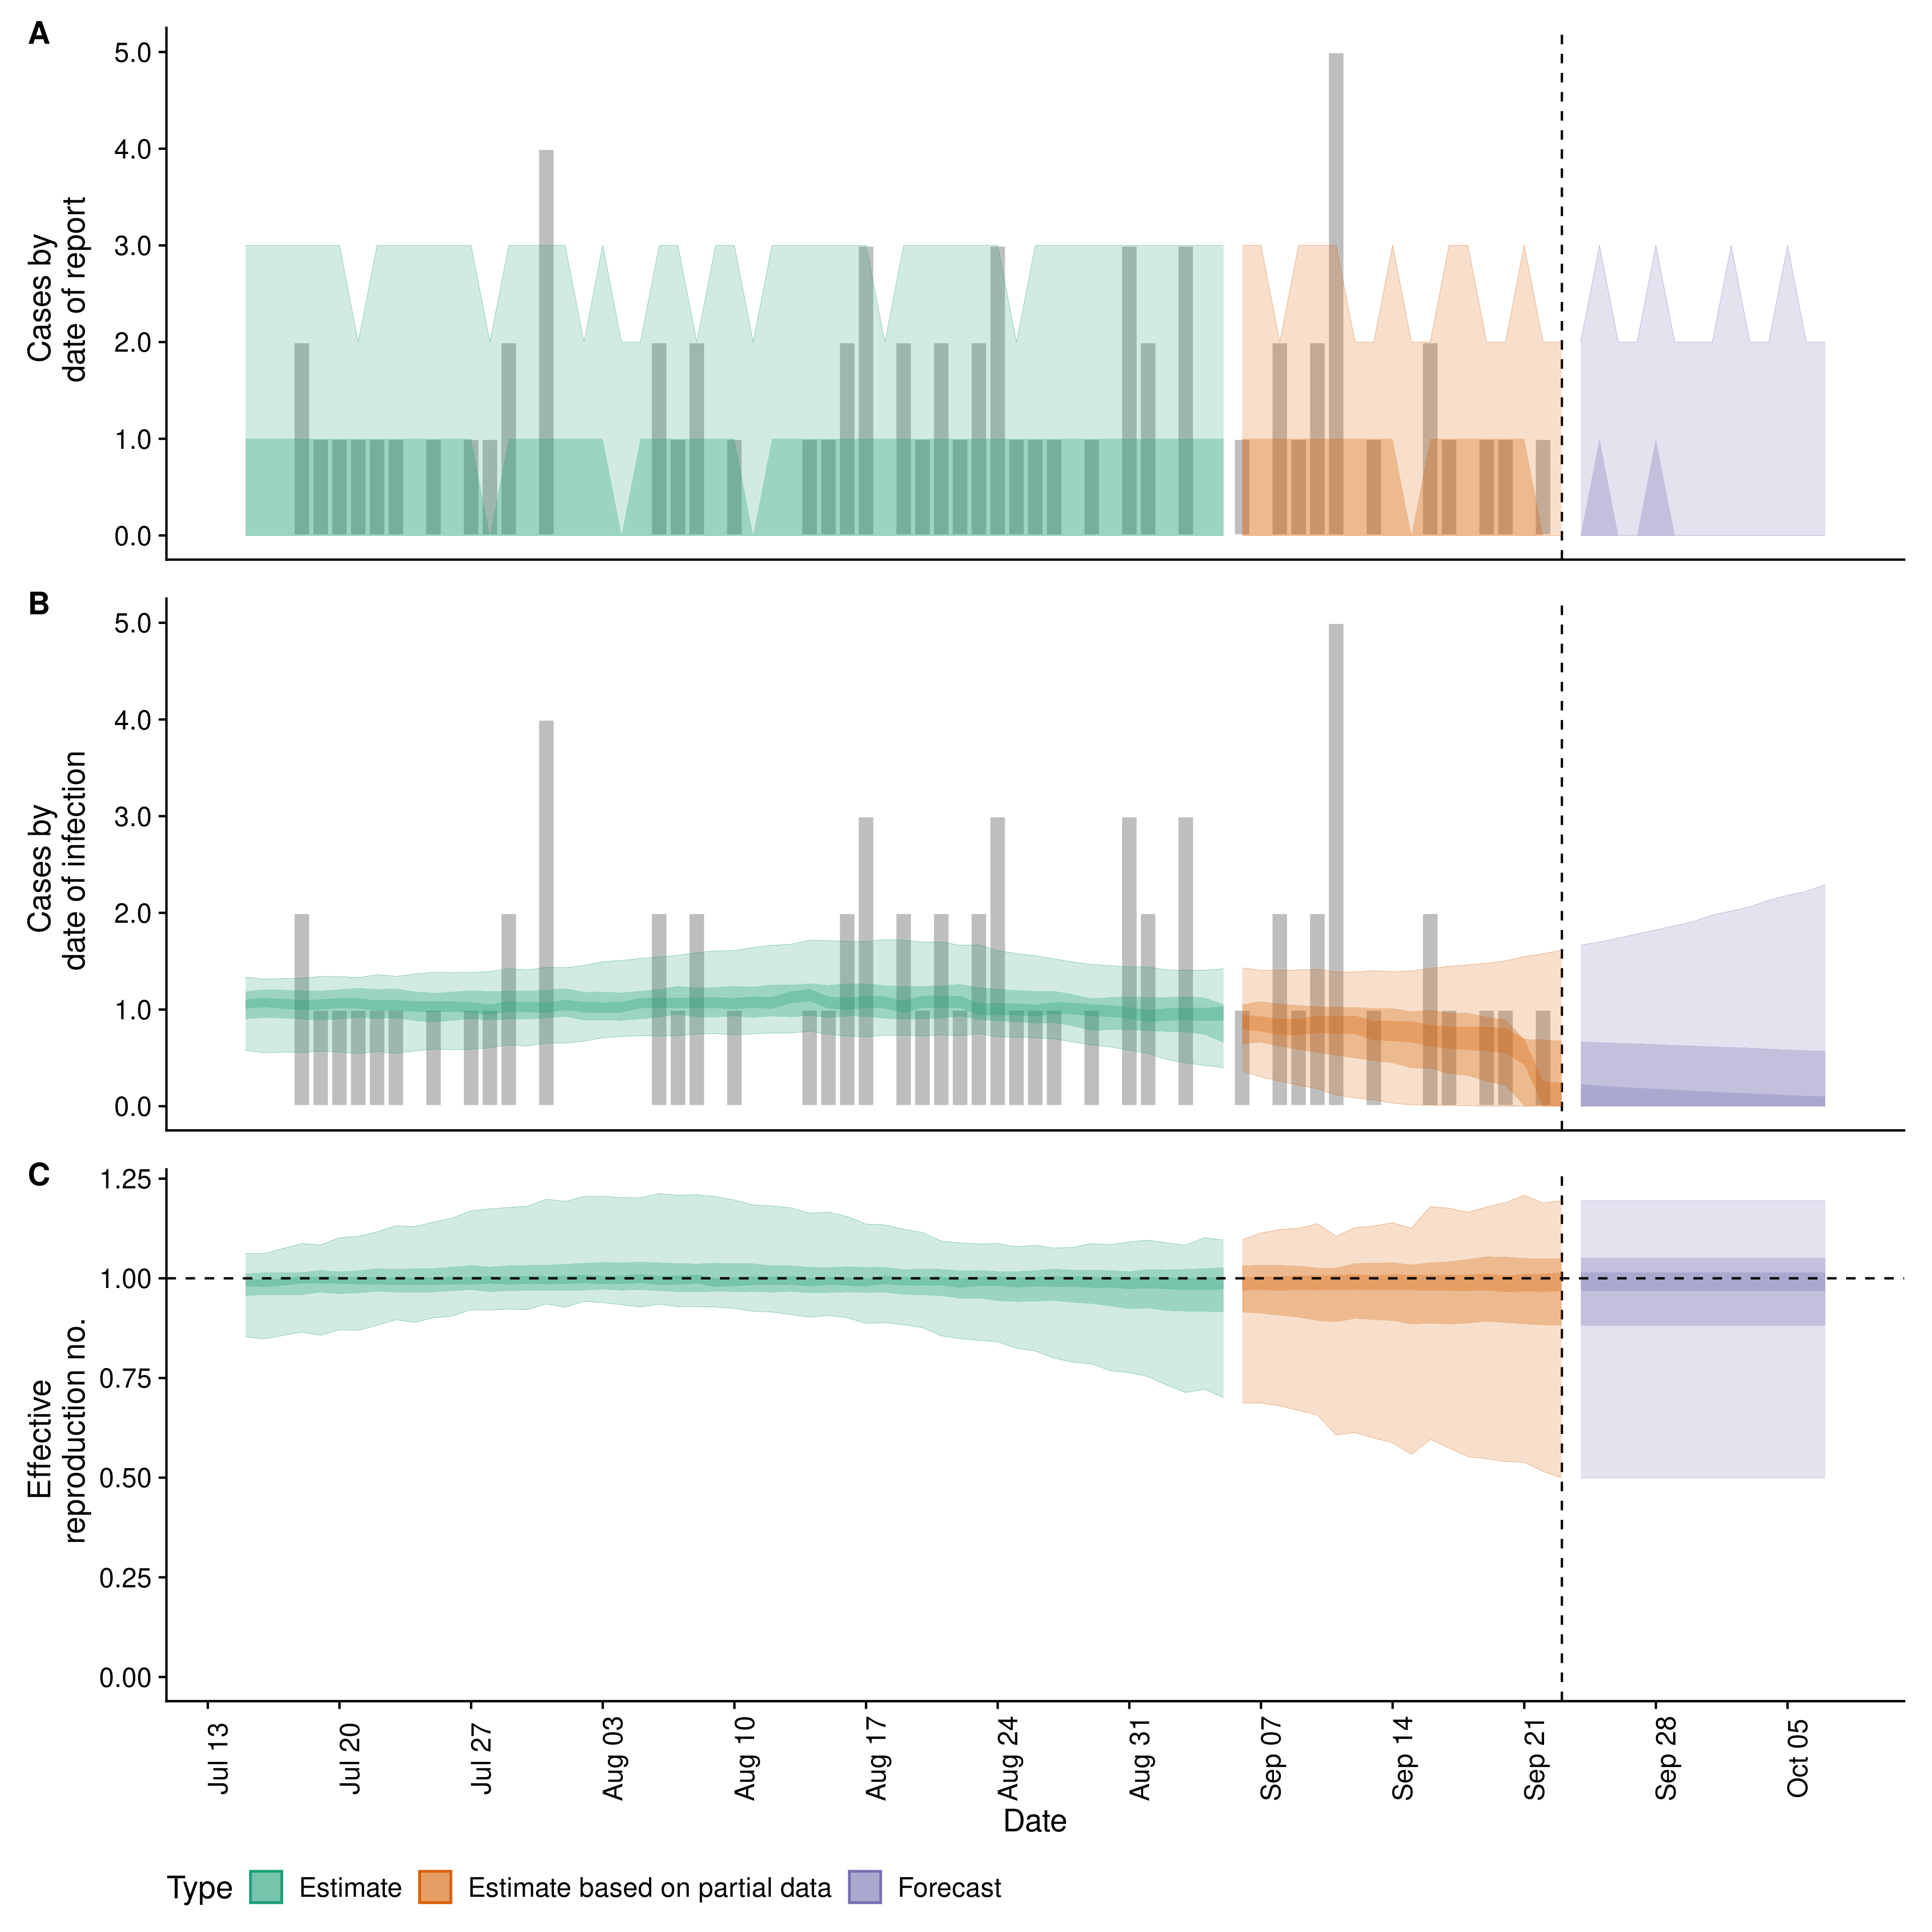 A
5.0
4.0
3.0
2.0
1.0
0.0
Cases by
date of report
B
5.0
4.0
3.0
2.0
1.0
0.0
Cases by
date of infection
C
1.25
1.00
0.75
0.50
0.25
0.00
Effective
reproduction no.
Jul 13
Jul 20
Jul 27
Aug 03
Aug 10
Aug 17
Aug 24
Aug 31
Sep 07
Sep 14
Sep 21
Sep 28
Oct 05
Date
Type Estimate Estimate based on partial data Forecast